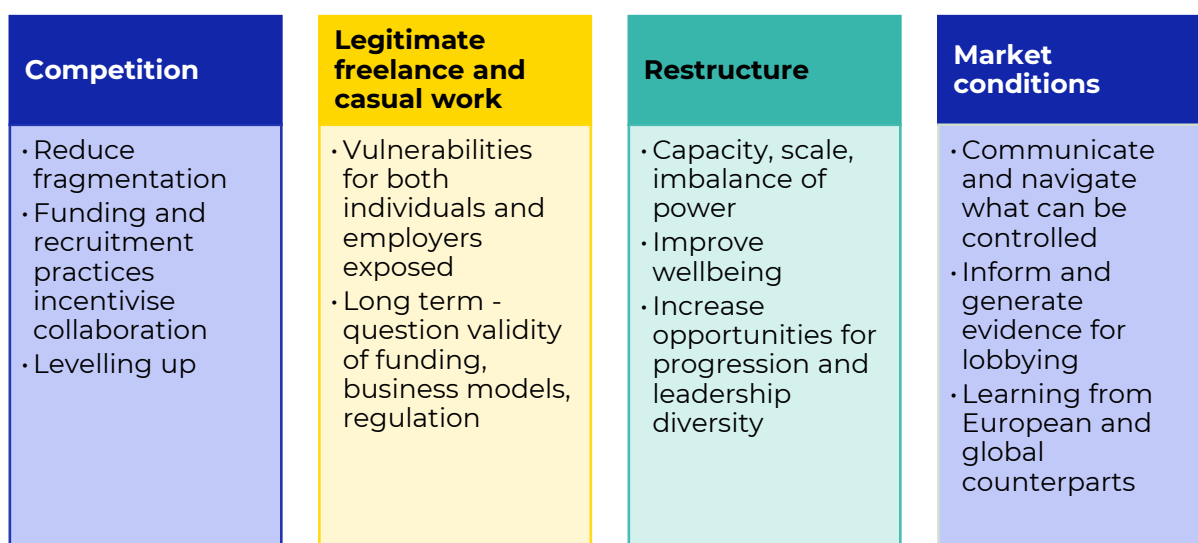 Competition
· Reduce
fragmentation
· Funding and
recruitment
practices
incentivise
collaboration
· Levelling up
Legitimate
freelance and
casual work
· Vulnerabilities
for both
individuals and
employers
exposed
· Long term -
question validity
of funding,
business models,
regulation
Restructure
· Capacity, scale,
imbalance of
power
· Improve
wellbeing
· Increase
opportunities for
progression and
leadership
diversity
Market
conditions
· Communicate
and navigate
what can be
controlled
· Inform and
generate
evidence for
lobbying
· Learning from
European and
global
counterparts